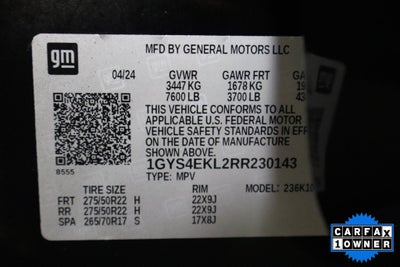 gm
MFD BY GENERAL MOTORS LLC
04/24 GVWR GAWR FRT
3447 KG 1678 KG
7600 LB 3700 LB
THIS VEHICLE CONFORMS TO ALL
APPLICABLE U.S. FEDERAL MOTOR
VEHICLE SAFETY STANDARDS IN EFF
ON THE DATE OF MANUFACTURE
1GYS4EKL2RR230143
8555 TYPE: MPV
TIRE SIZE RIM MODEL: 236K10
FRT 275/50R22 H 22X9J
RR 275/50R22 H 22X9J
SPA 265/70R17 S 17X8J
CARFAX
1 OWNER